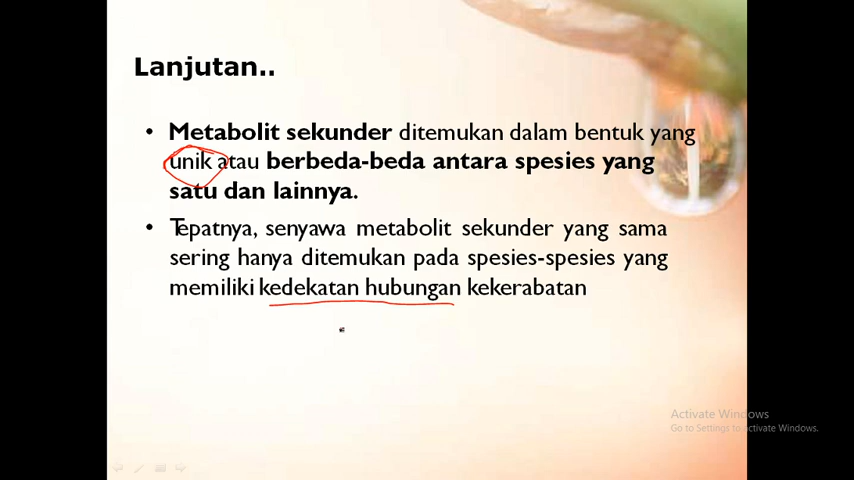 Lanjutan..
• Metabolit sekunder ditemukan dalam bentuk yang
unik atau berbeda-beda antara spesies yang
satu dan lainnya.
• Tepatnya, senyawa metabolit sekunder yang sama
sering hanya ditemukan pada spesies-spesies yang
memiliki kedekatan hubungan kekerabatan
Activate Windows
Go to Settings to activate Windows.